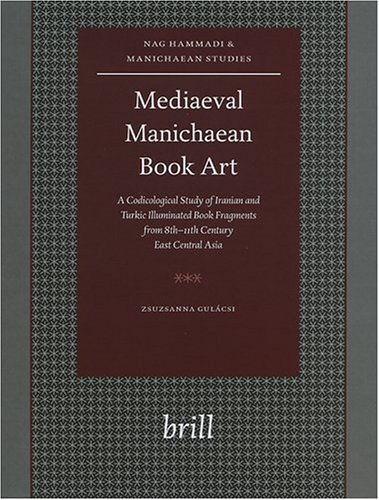 NAG HAMMADI &
MANICHAEAN STUDIES
Mediaeval
Manichaean
Book Art
A Codicological Study of Iranian and
Turkic Illuminated Book Fragments
from 8th–11th Century
East Central Asia
***
ZSUZSANNA GULÁCSI
brill